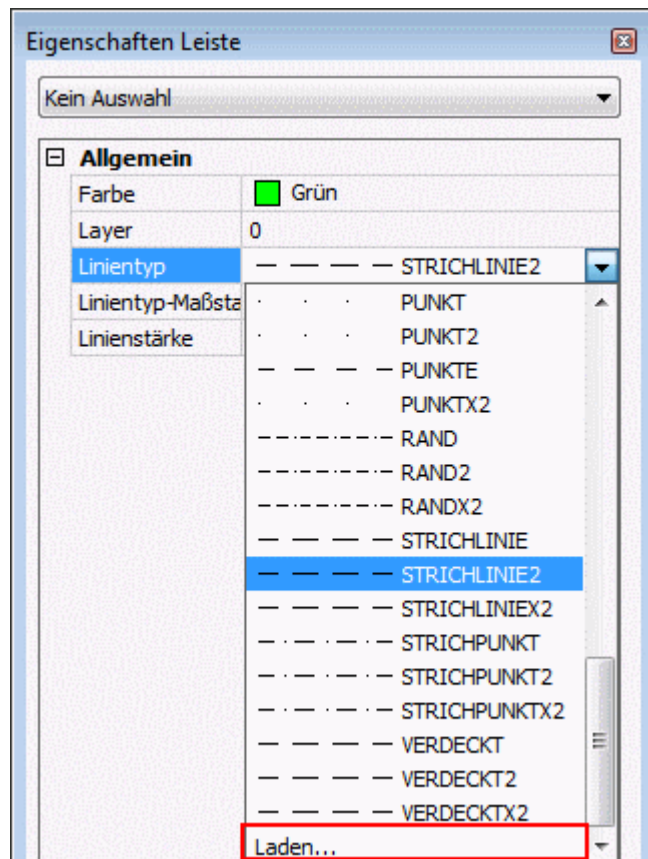 Eigenschaften Leiste
Kein Auswahl
Allgemein
Farbe Grün
Layer 0
Linientyp STRICHLINIE2
Linientyp-Maßsta
Linienstärke
PUNKT
PUNKT2
PUNKTE
PUNKTX2
RAND
RAND2
RANDX2
STRICHLINIE
STRICHLINIE2
STRICHLINIEX2
STRICHPUNKT
STRICHPUNKT2
STRICHPUNKTX2
VERDECKT
VERDECKT2
VERDECKTX2
Laden...